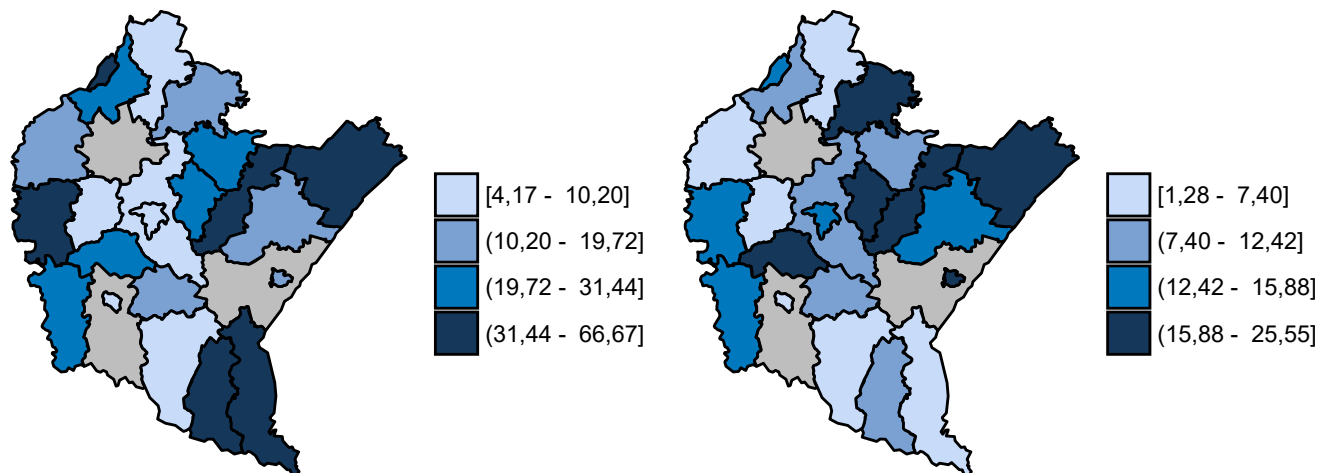 [4,17 - 10,20]
(10,20 - 19,72]
(19,72 - 31,44]
(31,44 - 66,67]
[1,28 - 7,40]
(7,40 - 12,42]
(12,42 - 15,88]
(15,88 - 25,55]